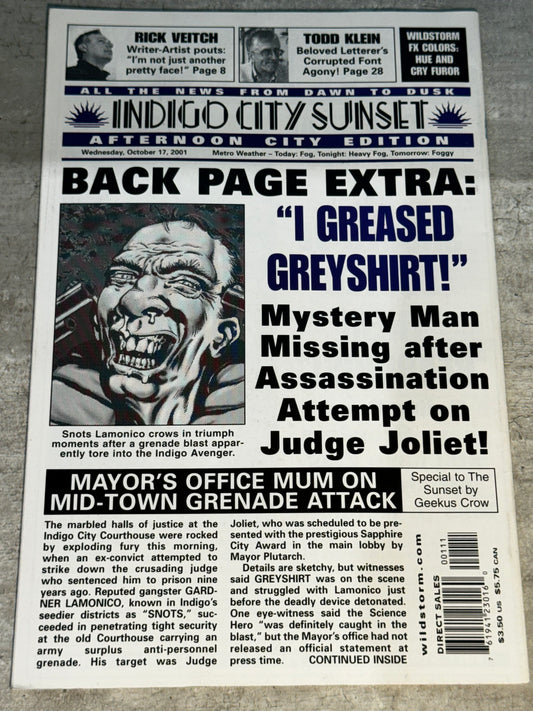 RICK VEITCH
Writer-Artist pouts:
"I'm not just another
pretty face!" Page 8
TODD KLEIN
Beloved Letterer's
Corrupted Font
Agony! Page 28
WILDSTORM
FX COLORS:
HUE AND
CRY FUROR
ALL THE NEWS FROM DAWN TO DUSK
INDIGO CITY SUNSET
AFTERNOON CITY EDITION
Wednesday, October 17, 2001 Metro Weather – Today: Fog, Tonight: Heavy Fog, Tomorrow: Foggy
BACK PAGE EXTRA:
"I GREASED
GREYSHIRT!"
Mystery Man
Missing after
Assassination
Attempt on
Judge Joliet!
Snots Lamonico crows in triumph
moments after a grenade blast appar-
ently tore into the Indigo Avenger.
MAYOR'S OFFICE MUM ON
MID-TOWN GRENADE ATTACK
Special to The
Sunset by
Geekus Crow
The marbled halls of justice at the
Indigo City Courthouse were rocked
by exploding fury this morning,
when an ex-convict attempted to
strike down the crusading judge
who sentenced him to prison nine
years ago. Reputed gangster GARD-
NER LAMONICO, known in Indigo's
seedier districts as "SNOTS," suc-
ceeded in penetrating tight security
at the old Courthouse carrying an
army surplus anti-personnel
grenade. His target was Judge
Joliet, who was scheduled to be pre-
sented with the prestigious Sapphire
City Award in the main lobby by
Mayor Plutarch.
Details are sketchy, but witnesses
said GREYSHIRT was on the scene
and struggled with Lamonico just
before the deadly device detonated.
One eye-witness said the Science
Hero "was definitely caught in the
blast," but the Mayor's office had not
released an official statement at
press time. CONTINUED INSIDE
wildstorm.com
DIRECT SALES
00111
7 61941 23016 0
$3.50 US $5.75 CAN